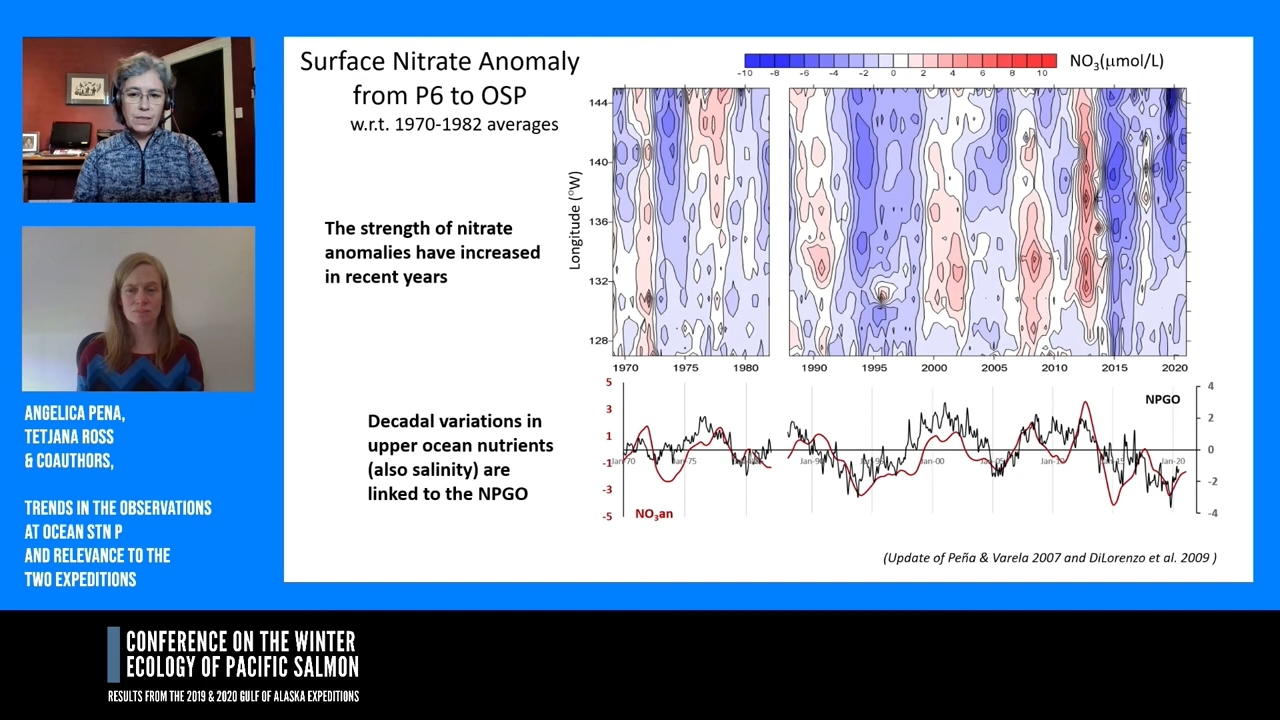 Surface Nitrate Anomaly
from P6 to OSP
w.r.t. 1970-1982 averages
-10 -8 -6 -4 -2 0 2 4 6 8 10
NO3(µmol/L)
The strength of nitrate
anomalies have increased
in recent years
Longitude (°W)
144
140
136
132
128
1970 1975 1980 1990 1995 2000 2005 2010 2015 2020
Decadal variations in
upper ocean nutrients
(also salinity) are
linked to the NPGO
5
3
1
-1
-3
-5
NO3an
NPGO
4
2
0
-2
-4
(Update of Peña & Varela 2007 and DiLorenzo et al. 2009 )
ANGELICA PENA,
TETJANA ROSS
& COAUTHORS,
TRENDS IN THE OBSERVATIONS
AT OCEAN STN P
AND RELEVANCE TO THE
TWO EXPEDITIONS
CONFERENCE ON THE WINTER
ECOLOGY OF PACIFIC SALMON
RESULTS FROM THE 2019 & 2020 GULF OF ALASKA EXPEDITIONS